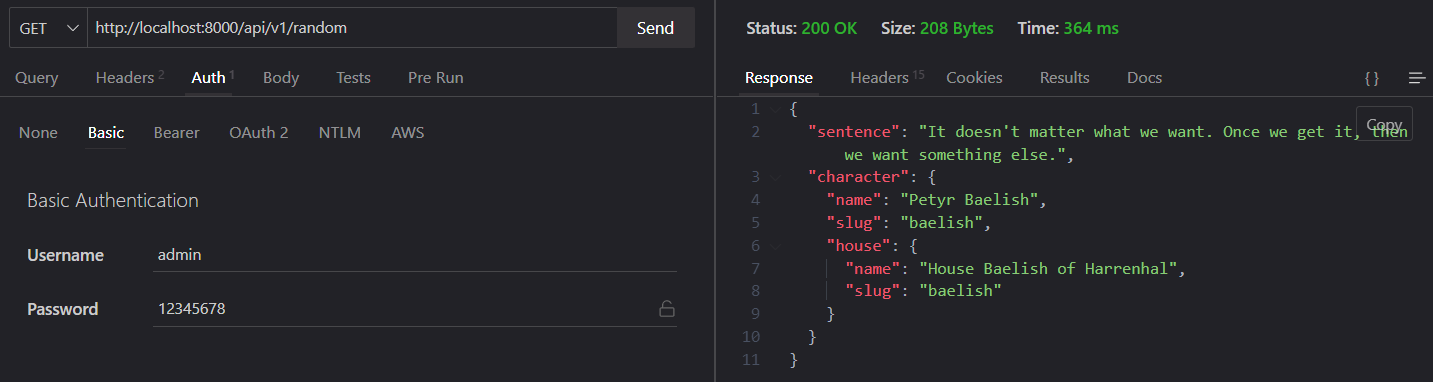 GET http://localhost:8000/api/v1/random Send
Status: 200 OK Size: 208 Bytes Time: 364 ms
Query Headers 2 Auth 1 Body Tests Pre Run
Response Headers 15 Cookies Results Docs { }
None Basic Bearer OAuth 2 NTLM AWS
Basic Authentication
Username admin
Password 12345678
Copy
1 {
2 "sentence": "It doesn't matter what we want. Once we get it, then
we want something else.",
3 "character": {
4 "name": "Petyr Baelish",
5 "slug": "baelish",
6 "house": {
7 "name": "House Baelish of Harrenhal",
8 "slug": "baelish"
9 }
10 }
11 }